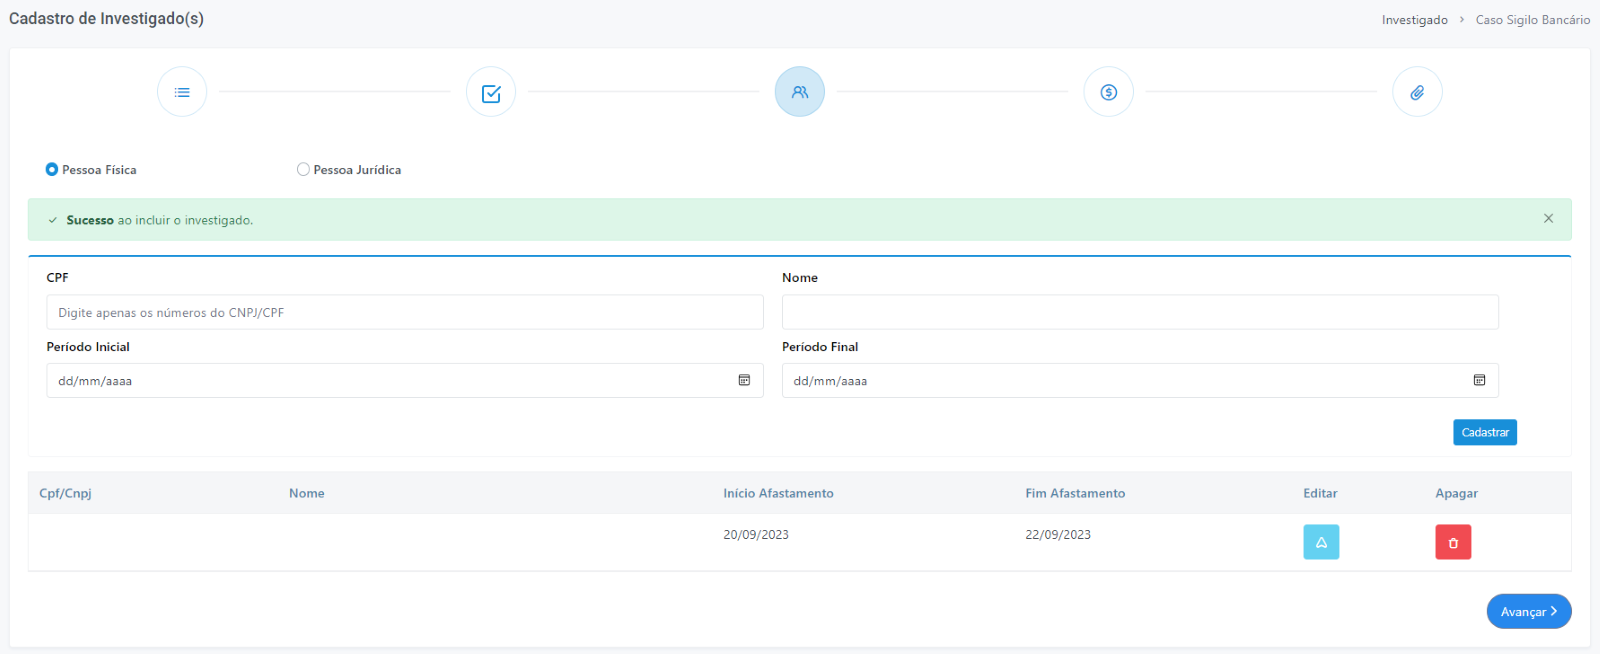 Cadastro de Investigado(s)
Investigado > Caso Sigilo Bancário
Pessoa Física
Pessoa Jurídica
Sucesso ao incluir o investigado.
CPF
Nome
Digite apenas os números do CNPJ/CPF
Período Inicial
Período Final
dd/mm/aaaa
dd/mm/aaaa
Cadastrar
Cpf/Cnpj Nome Início Afastamento Fim Afastamento Editar Apagar
20/09/2023 22/09/2023
Avançar